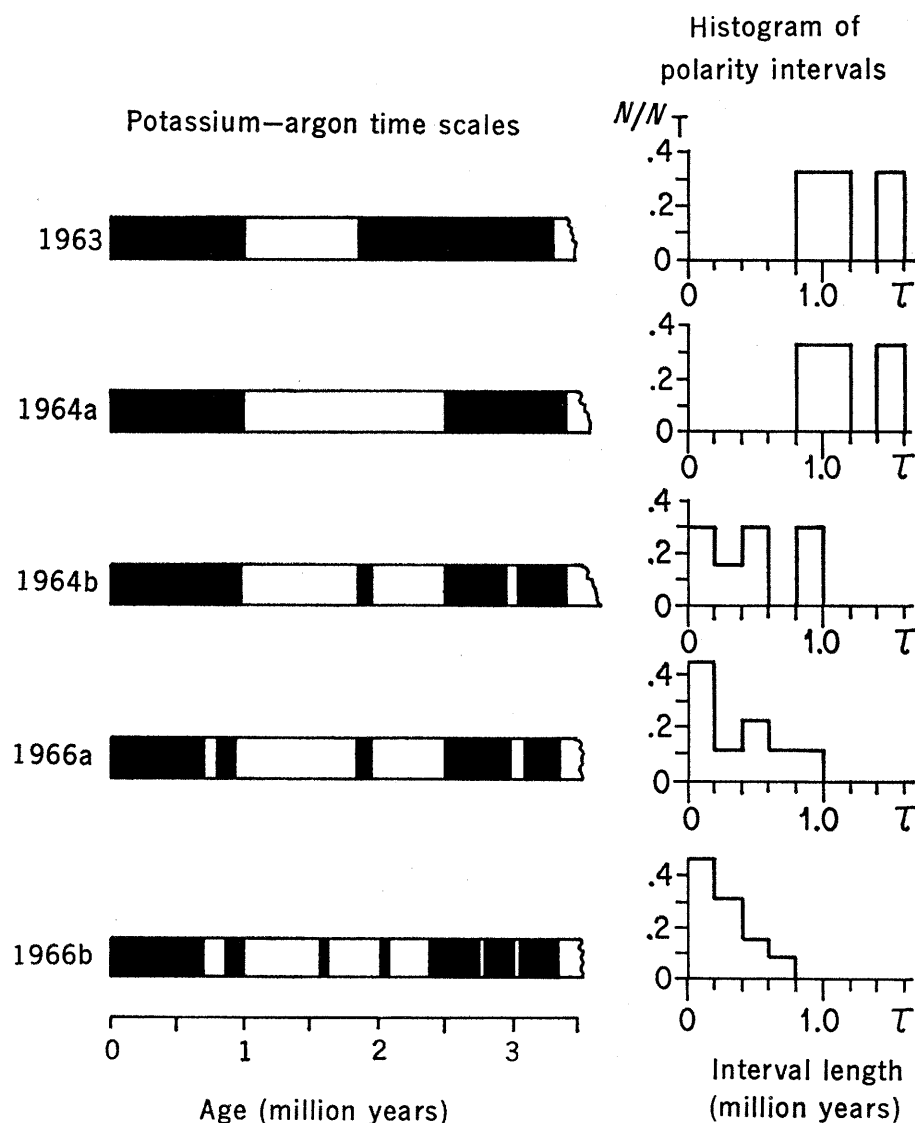 Histogram of
polarity intervals
Potassium—argon time scales
N/N T
.4
.2
0
0 1.0 τ
1963
.4
.2
0
0 1.0 τ
1964a
.4
.2
0
0 1.0 τ
1964b
.4
.2
0
0 1.0 τ
1966a
.4
.2
0
0 1.0 τ
1966b
0 1 2 3
Age (million years)
Interval length
(million years)